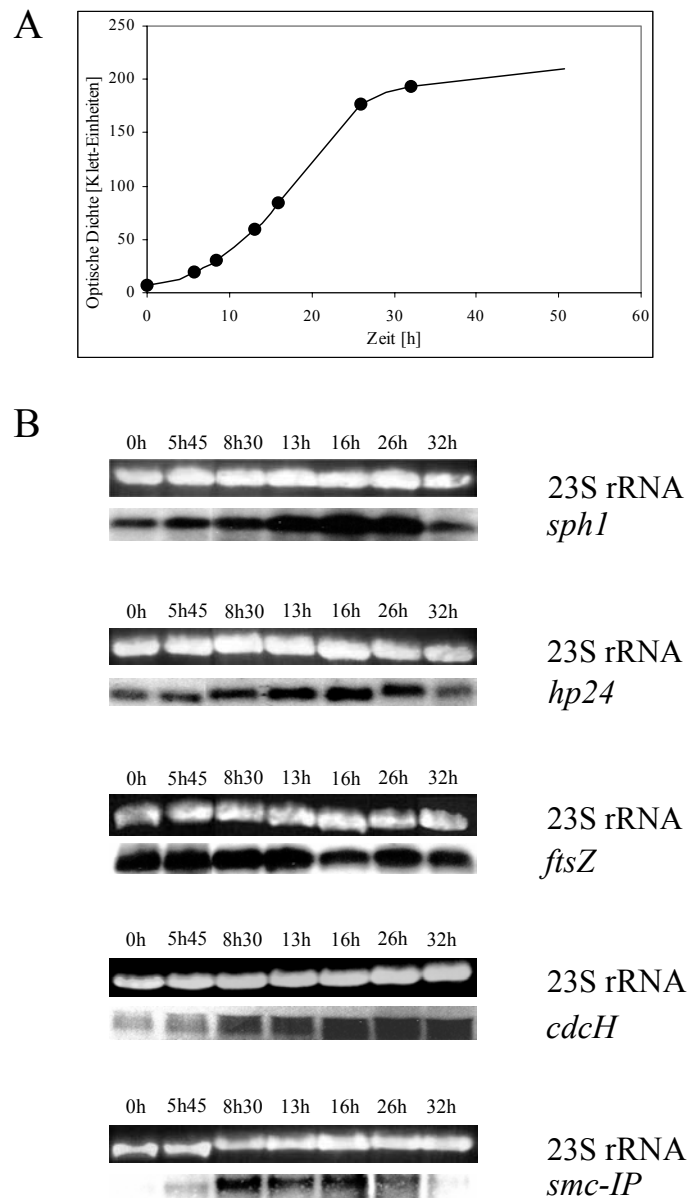 A
Optische Dichte [Klett-Einheiten]
250
200
150
100
50
0
0 10 20 30 40 50 60
Zeit [h]
B
0h 5h45 8h30 13h 16h 26h 32h
23S rRNA
sph1
0h 5h45 8h30 13h 16h 26h 32h
23S rRNA
hp24
0h 5h45 8h30 13h 16h 26h 32h
23S rRNA
ftsZ
0h 5h45 8h30 13h 16h 26h 32h
23S rRNA
cdcH
0h 5h45 8h30 13h 16h 26h 32h
23S rRNA
smc-IP